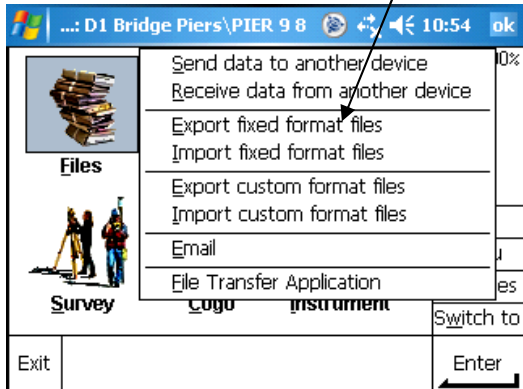 ...: D1 Bridge Piers\PIER 9 8 10:54 ok
Send data to another device
Receive data from another device
Export fixed format files
Import fixed format files
Export custom format files
Import custom format files
Email
File Transfer Application
0%
Files
Survey
Cogo
Instrument
es
Switch to
Exit
Enter